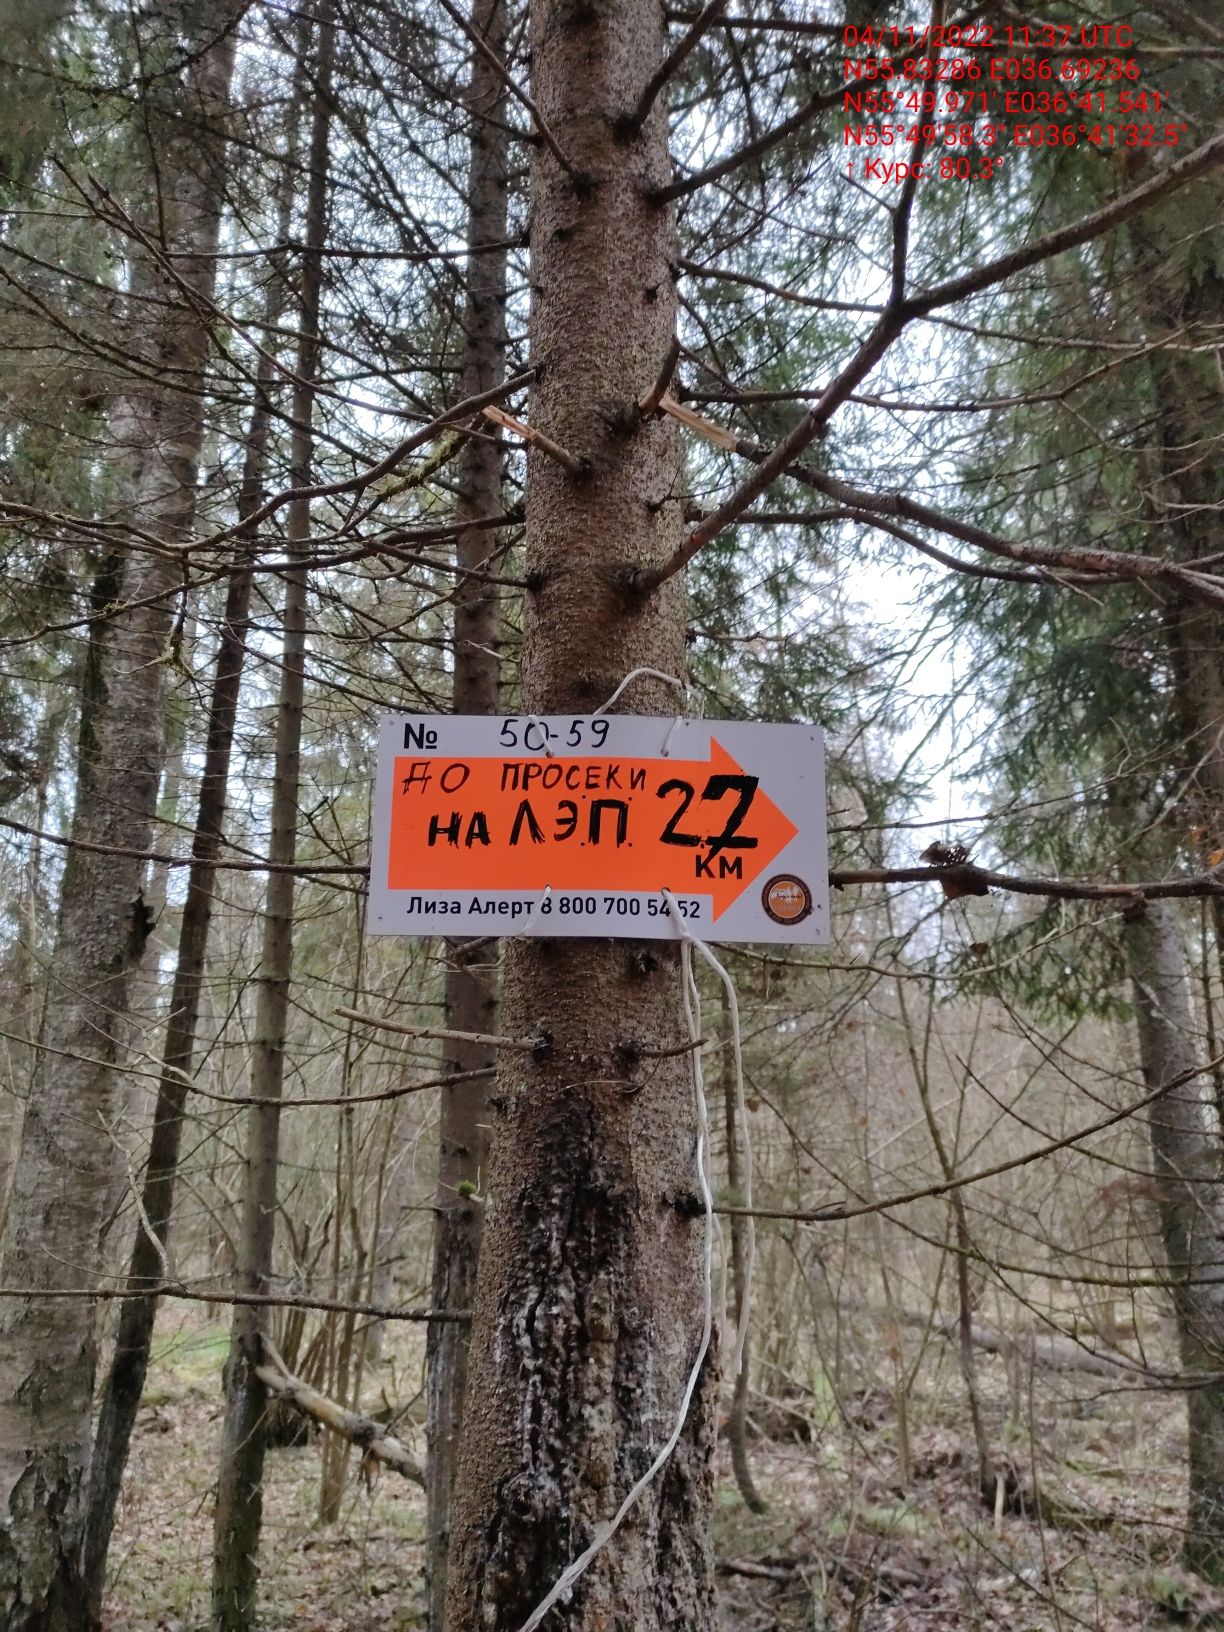 04/11/2022 11:37 UTC
N55.83286 E036.69236
N55°49.971' E036°41.541'
N55°49'58.3" E036°41'32.5"
↑ Курс: 80.3°
№ 50-59
ДО ПРОСЕКИ
НА Л.Э.П. 2,7
КМ
Лиза Алерт 8 800 700 54 52